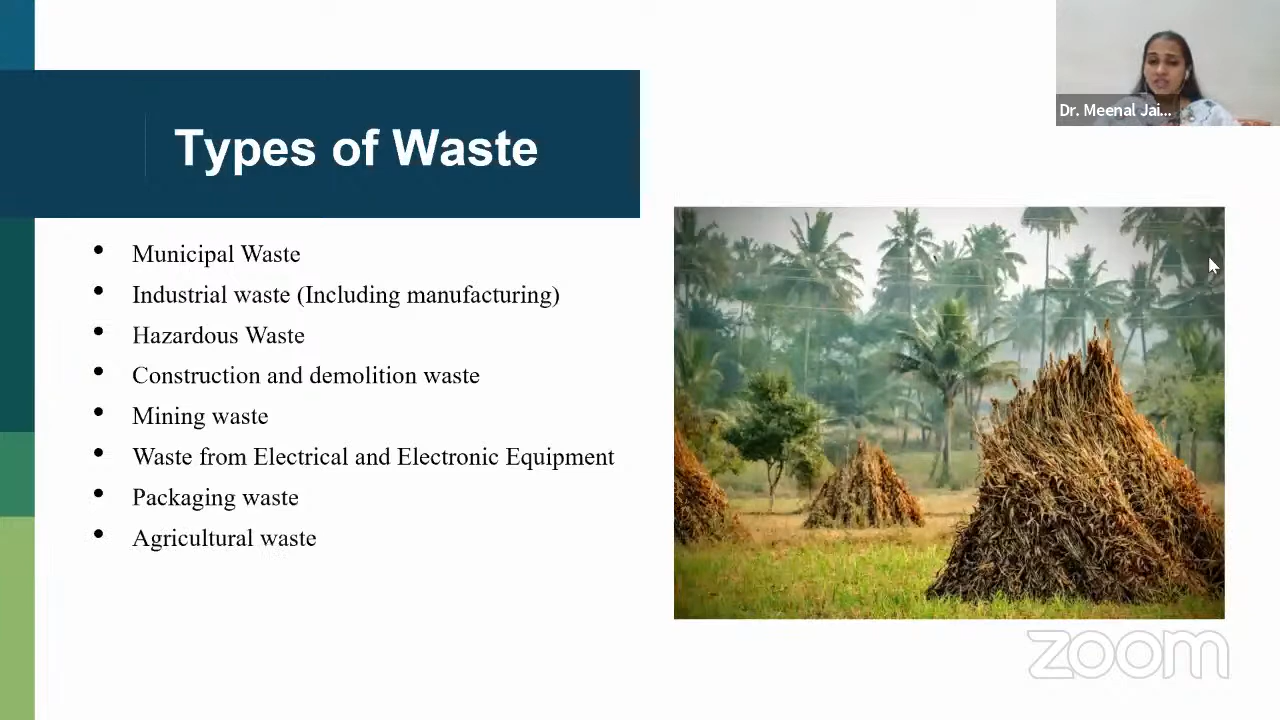 Dr. Meenal Jai...
Types of Waste
• Municipal Waste
• Industrial waste (Including manufacturing)
• Hazardous Waste
• Construction and demolition waste
• Mining waste
• Waste from Electrical and Electronic Equipment
• Packaging waste
• Agricultural waste
zoom